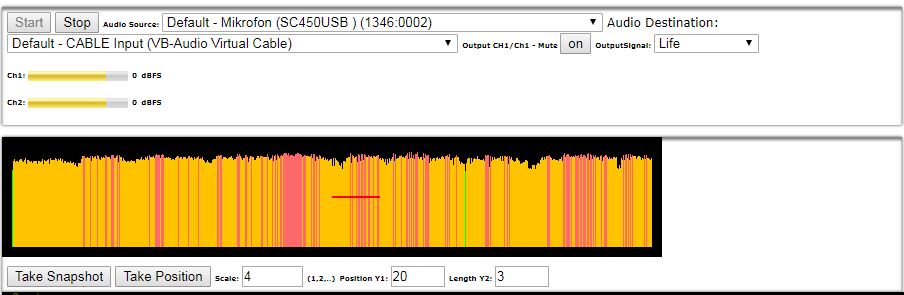 Start Stop Audio Source: Default - Mikrofon (SC450USB ) (1346:0002) Audio Destination:
Default - CABLE Input (VB-Audio Virtual Cable) Output CH1/Ch1 - Mute on OutputSignal: Life
Ch1: 0 dBFS
Ch2: 0 dBFS
Take Snapshot Take Position Scale: 4 (1,2,..) Position Y1: 20 Length Y2: 3